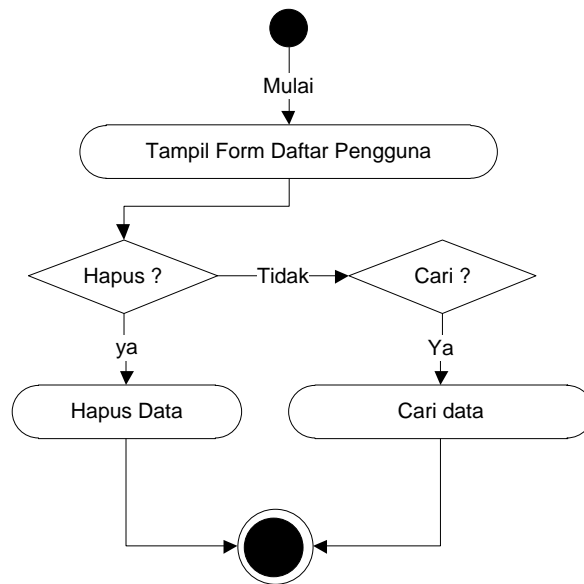 Mulai
Tampil Form Daftar Pengguna
Hapus ?
Tidak
Cari ?
ya
Ya
Hapus Data
Cari data